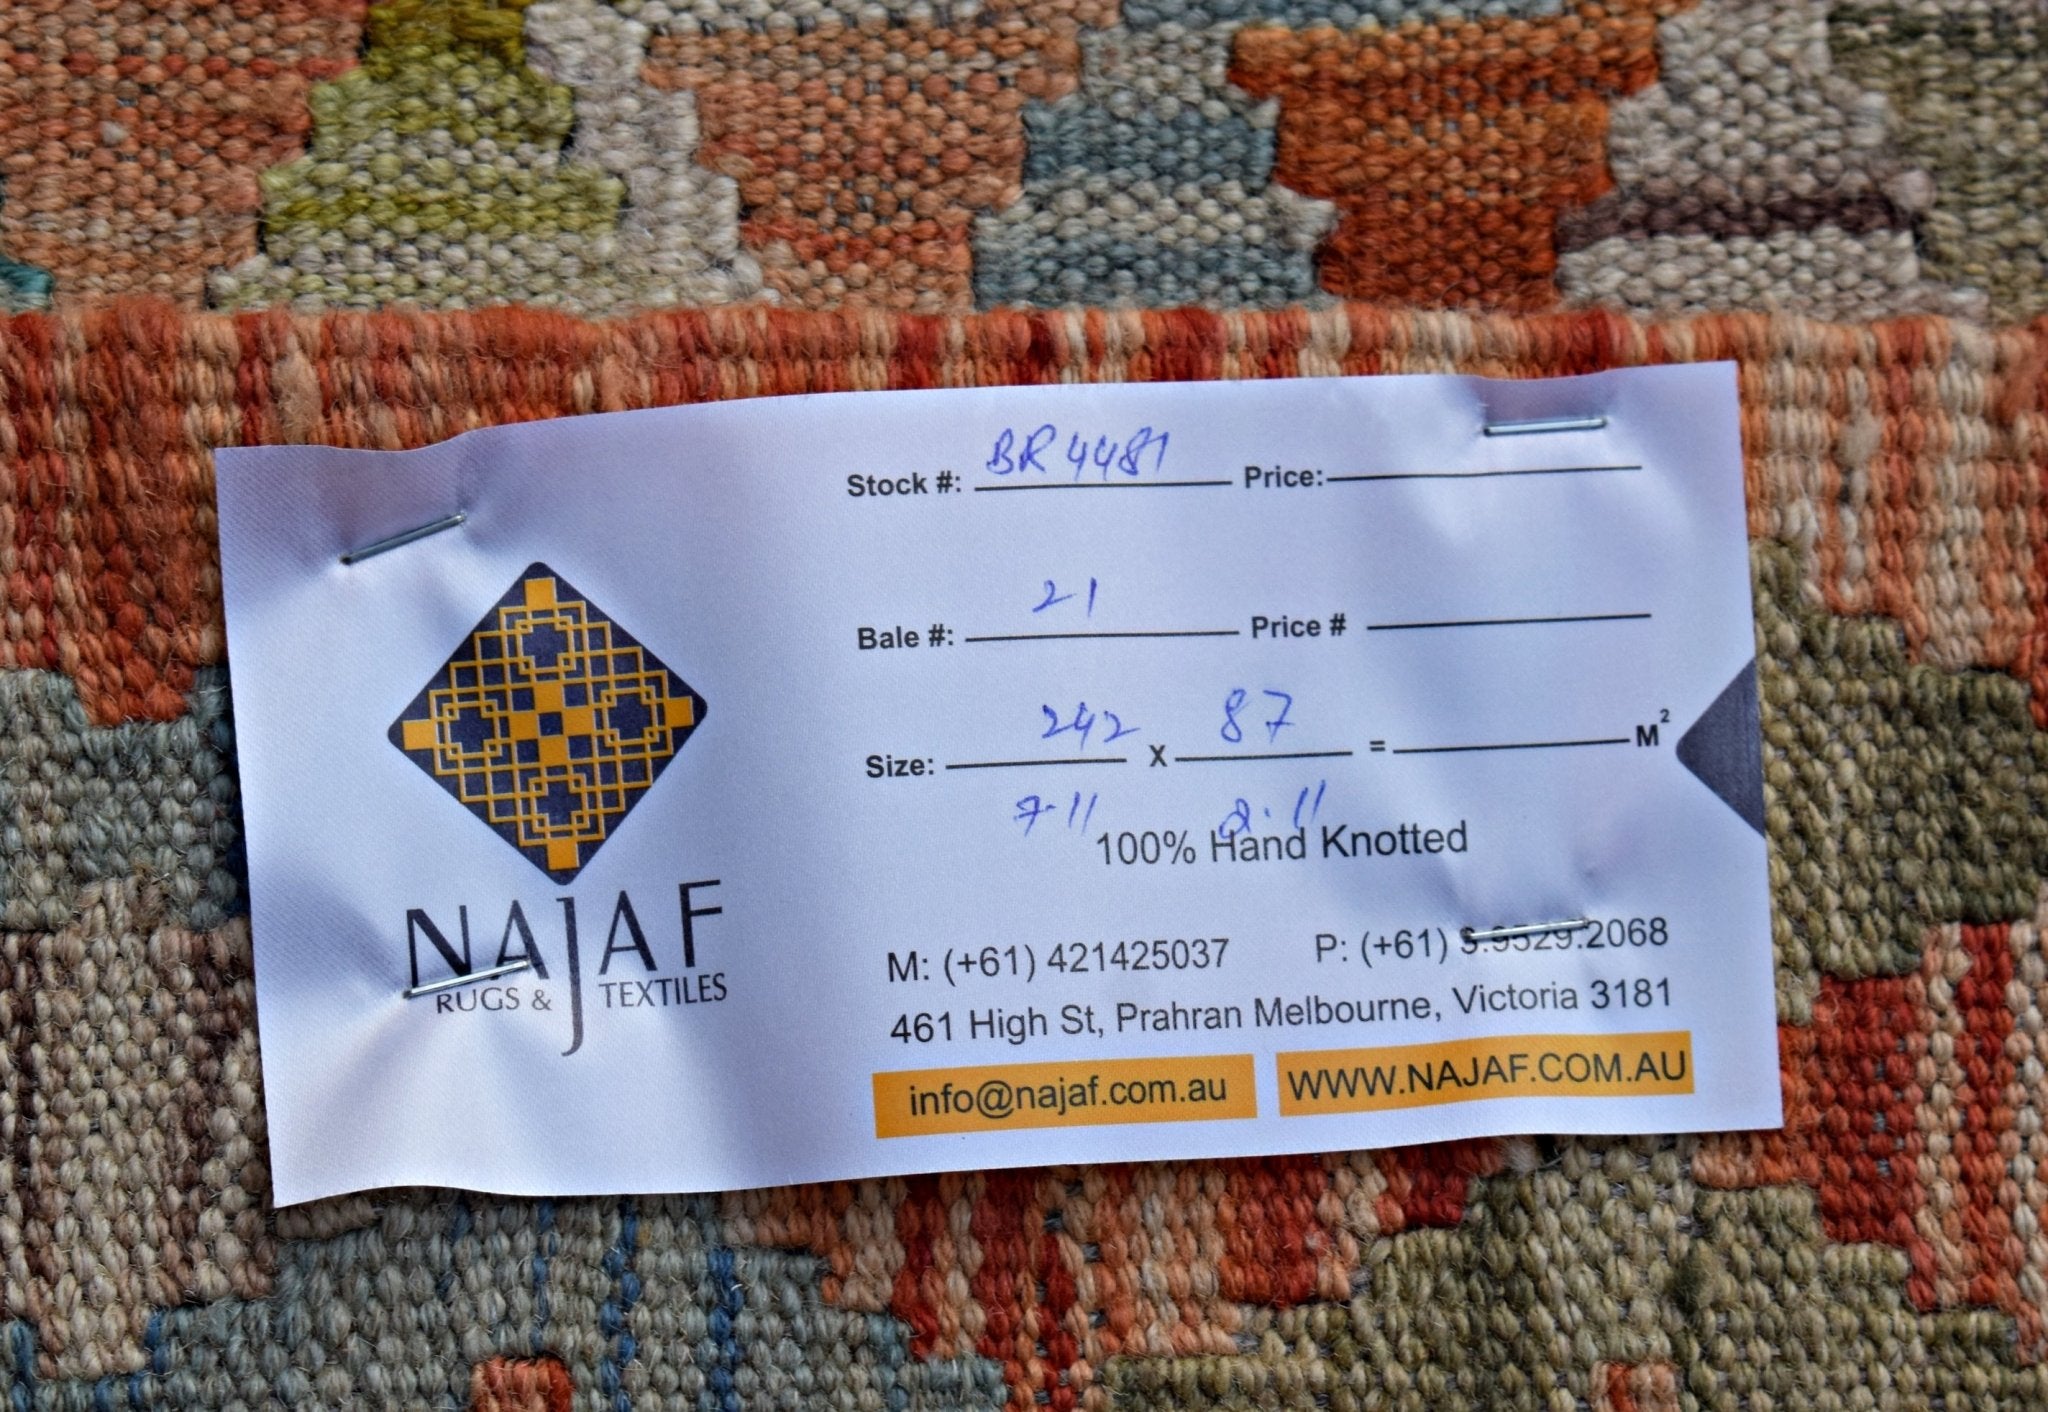 Stock #: BR 4481 Price:
Bale #: 21 Price #
Size: 242 X 87 = M²
7.11 2.11
100% Hand Knotted
NAJAF
RUGS & TEXTILES
M: (+61) 421425037 P: (+61) 3.9529.2068
461 High St, Prahran Melbourne, Victoria 3181
info@najaf.com.au WWW.NAJAF.COM.AU